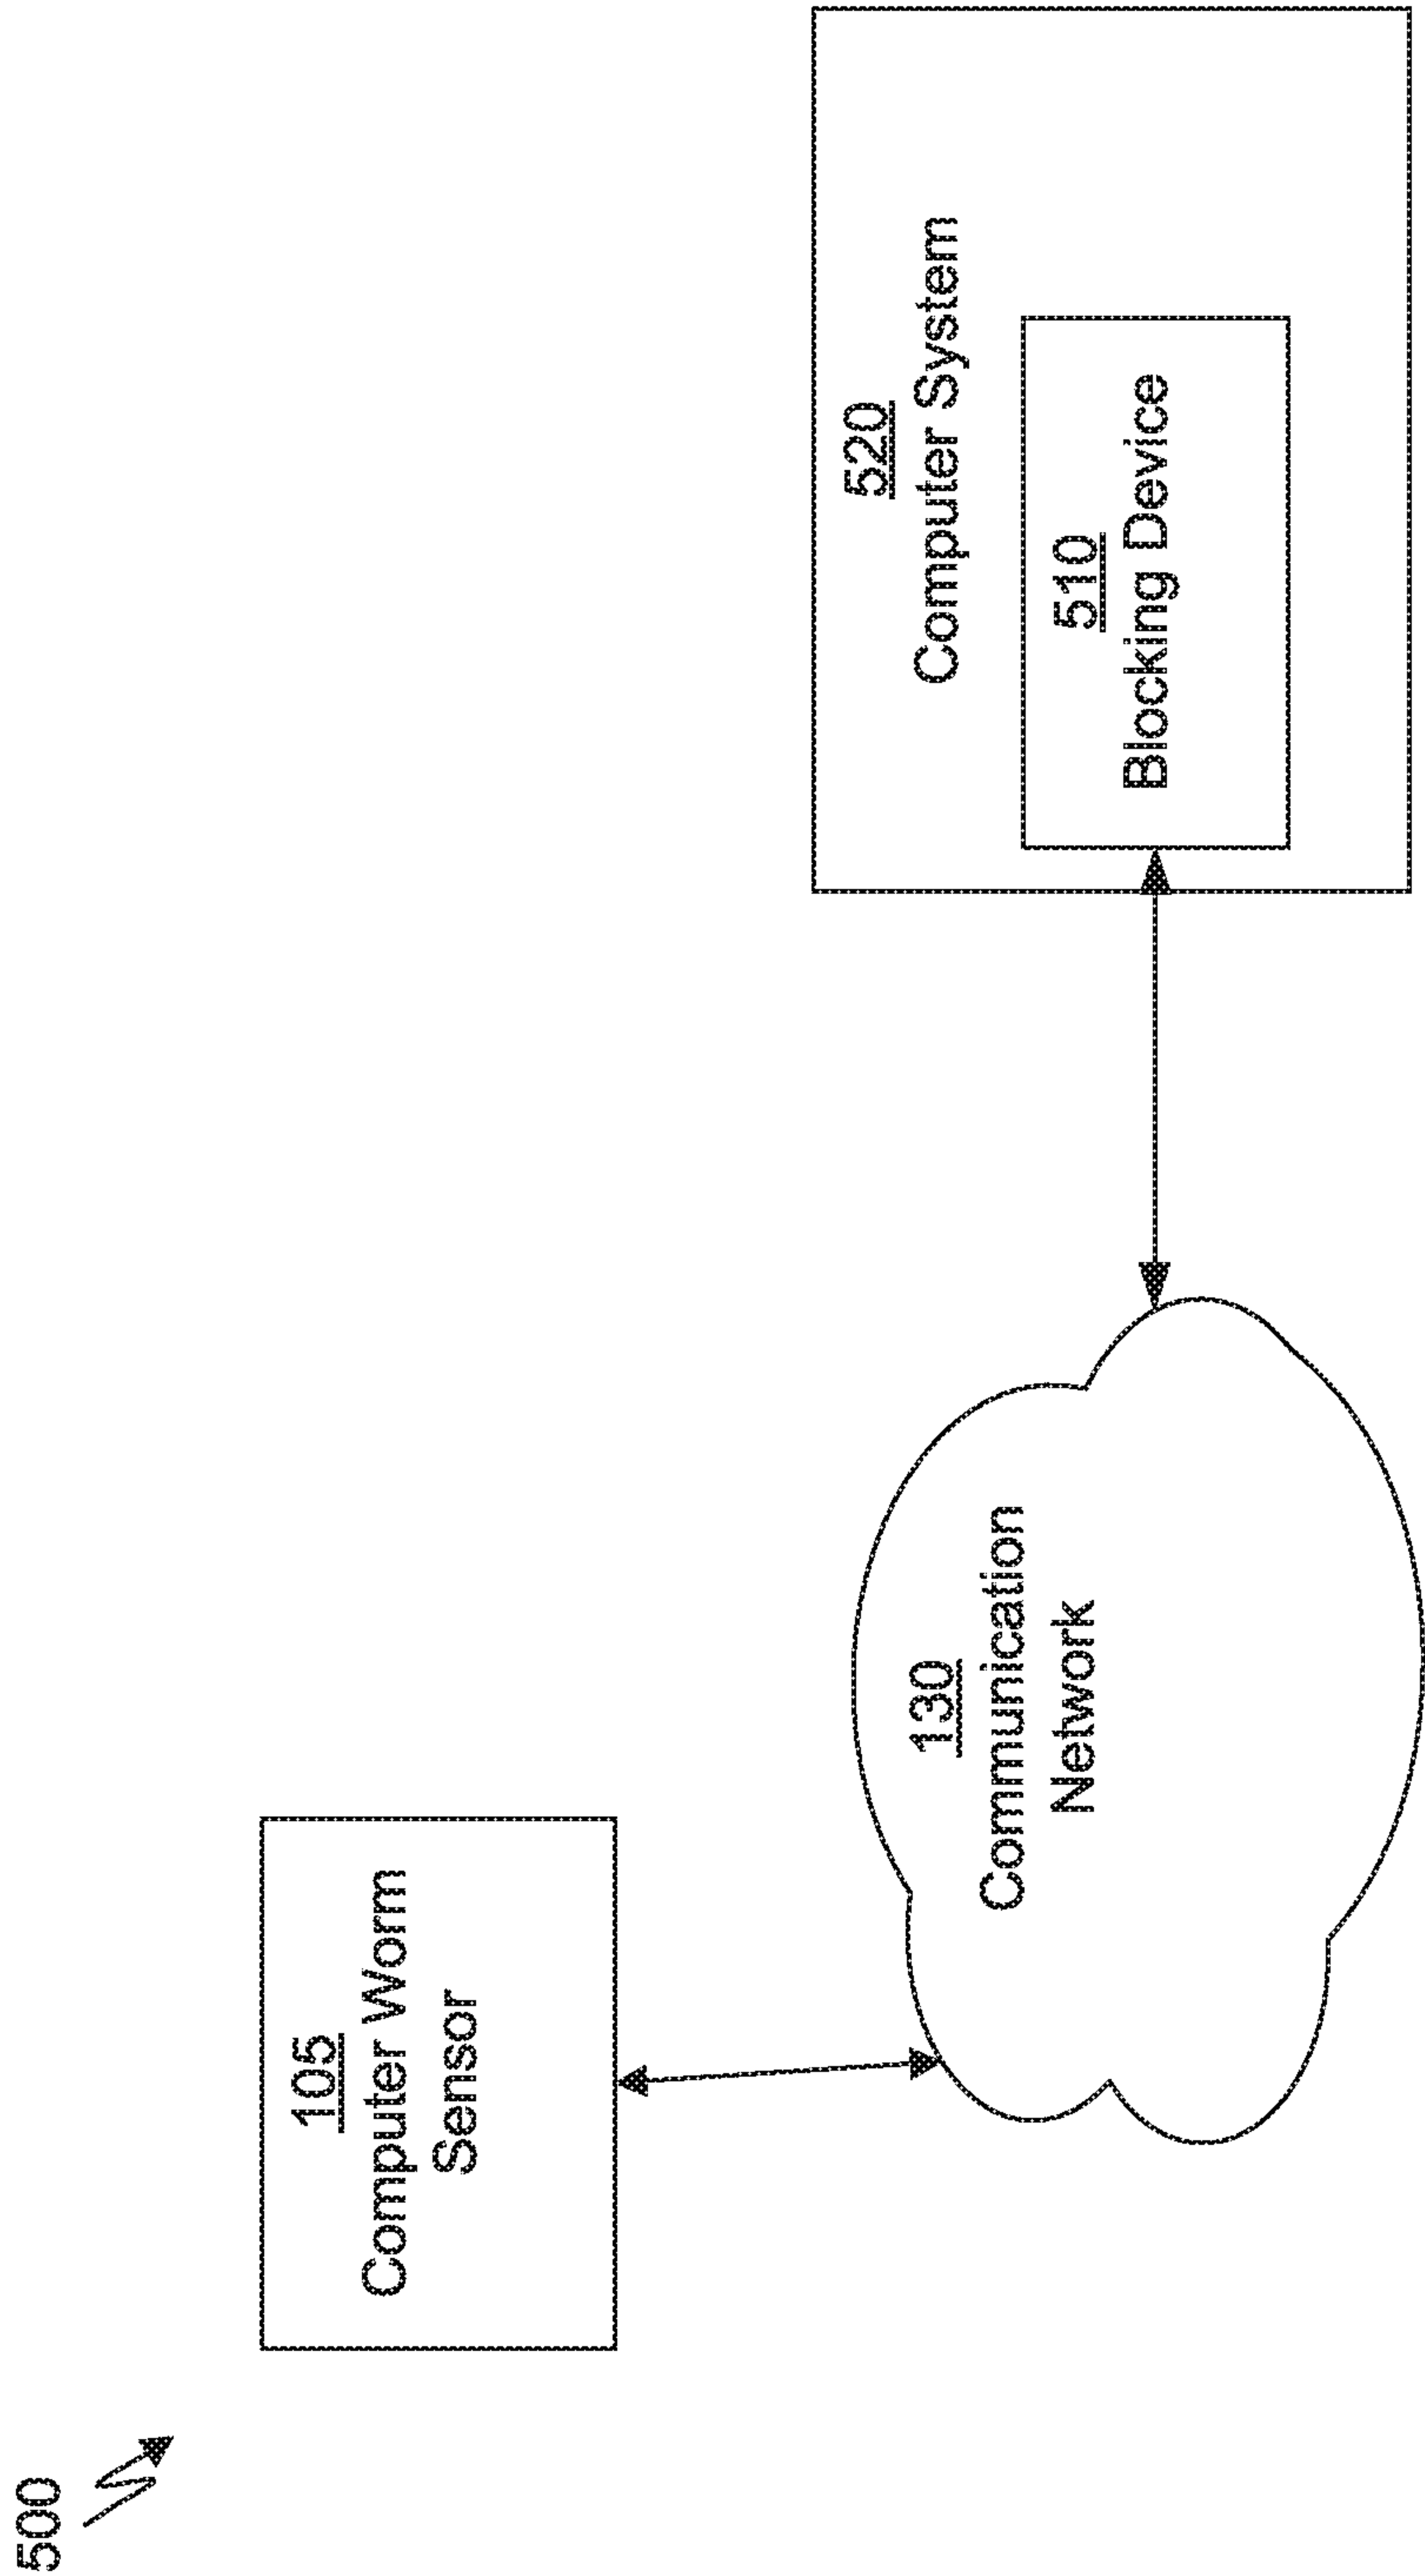 500
105
Computer Worm
Sensor
130
Communication
Network
520
Computer System
510
Blocking Device